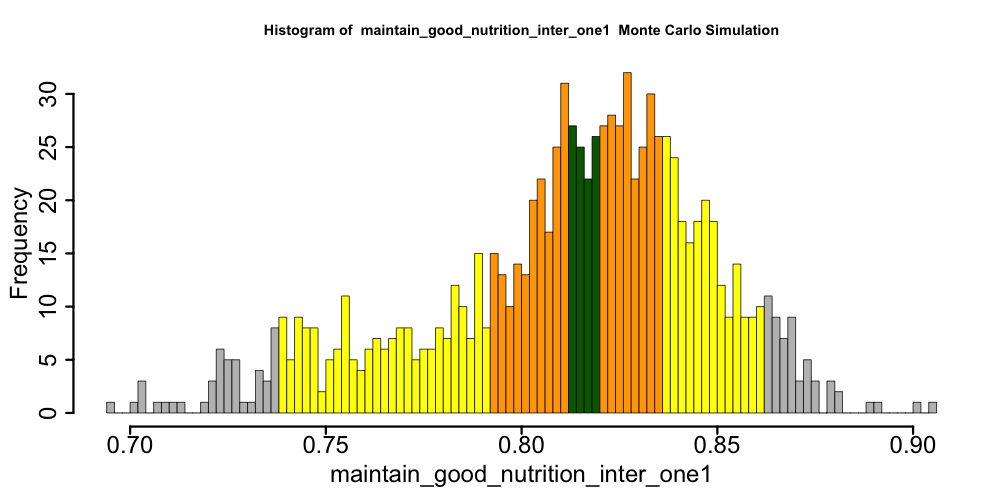 Histogram of  maintain_good_nutrition_inter_one1  Monte Carlo Simulation
30
25
20
15
10
5
0
Frequency
0.70 0.75 0.80 0.85 0.90
maintain_good_nutrition_inter_one1